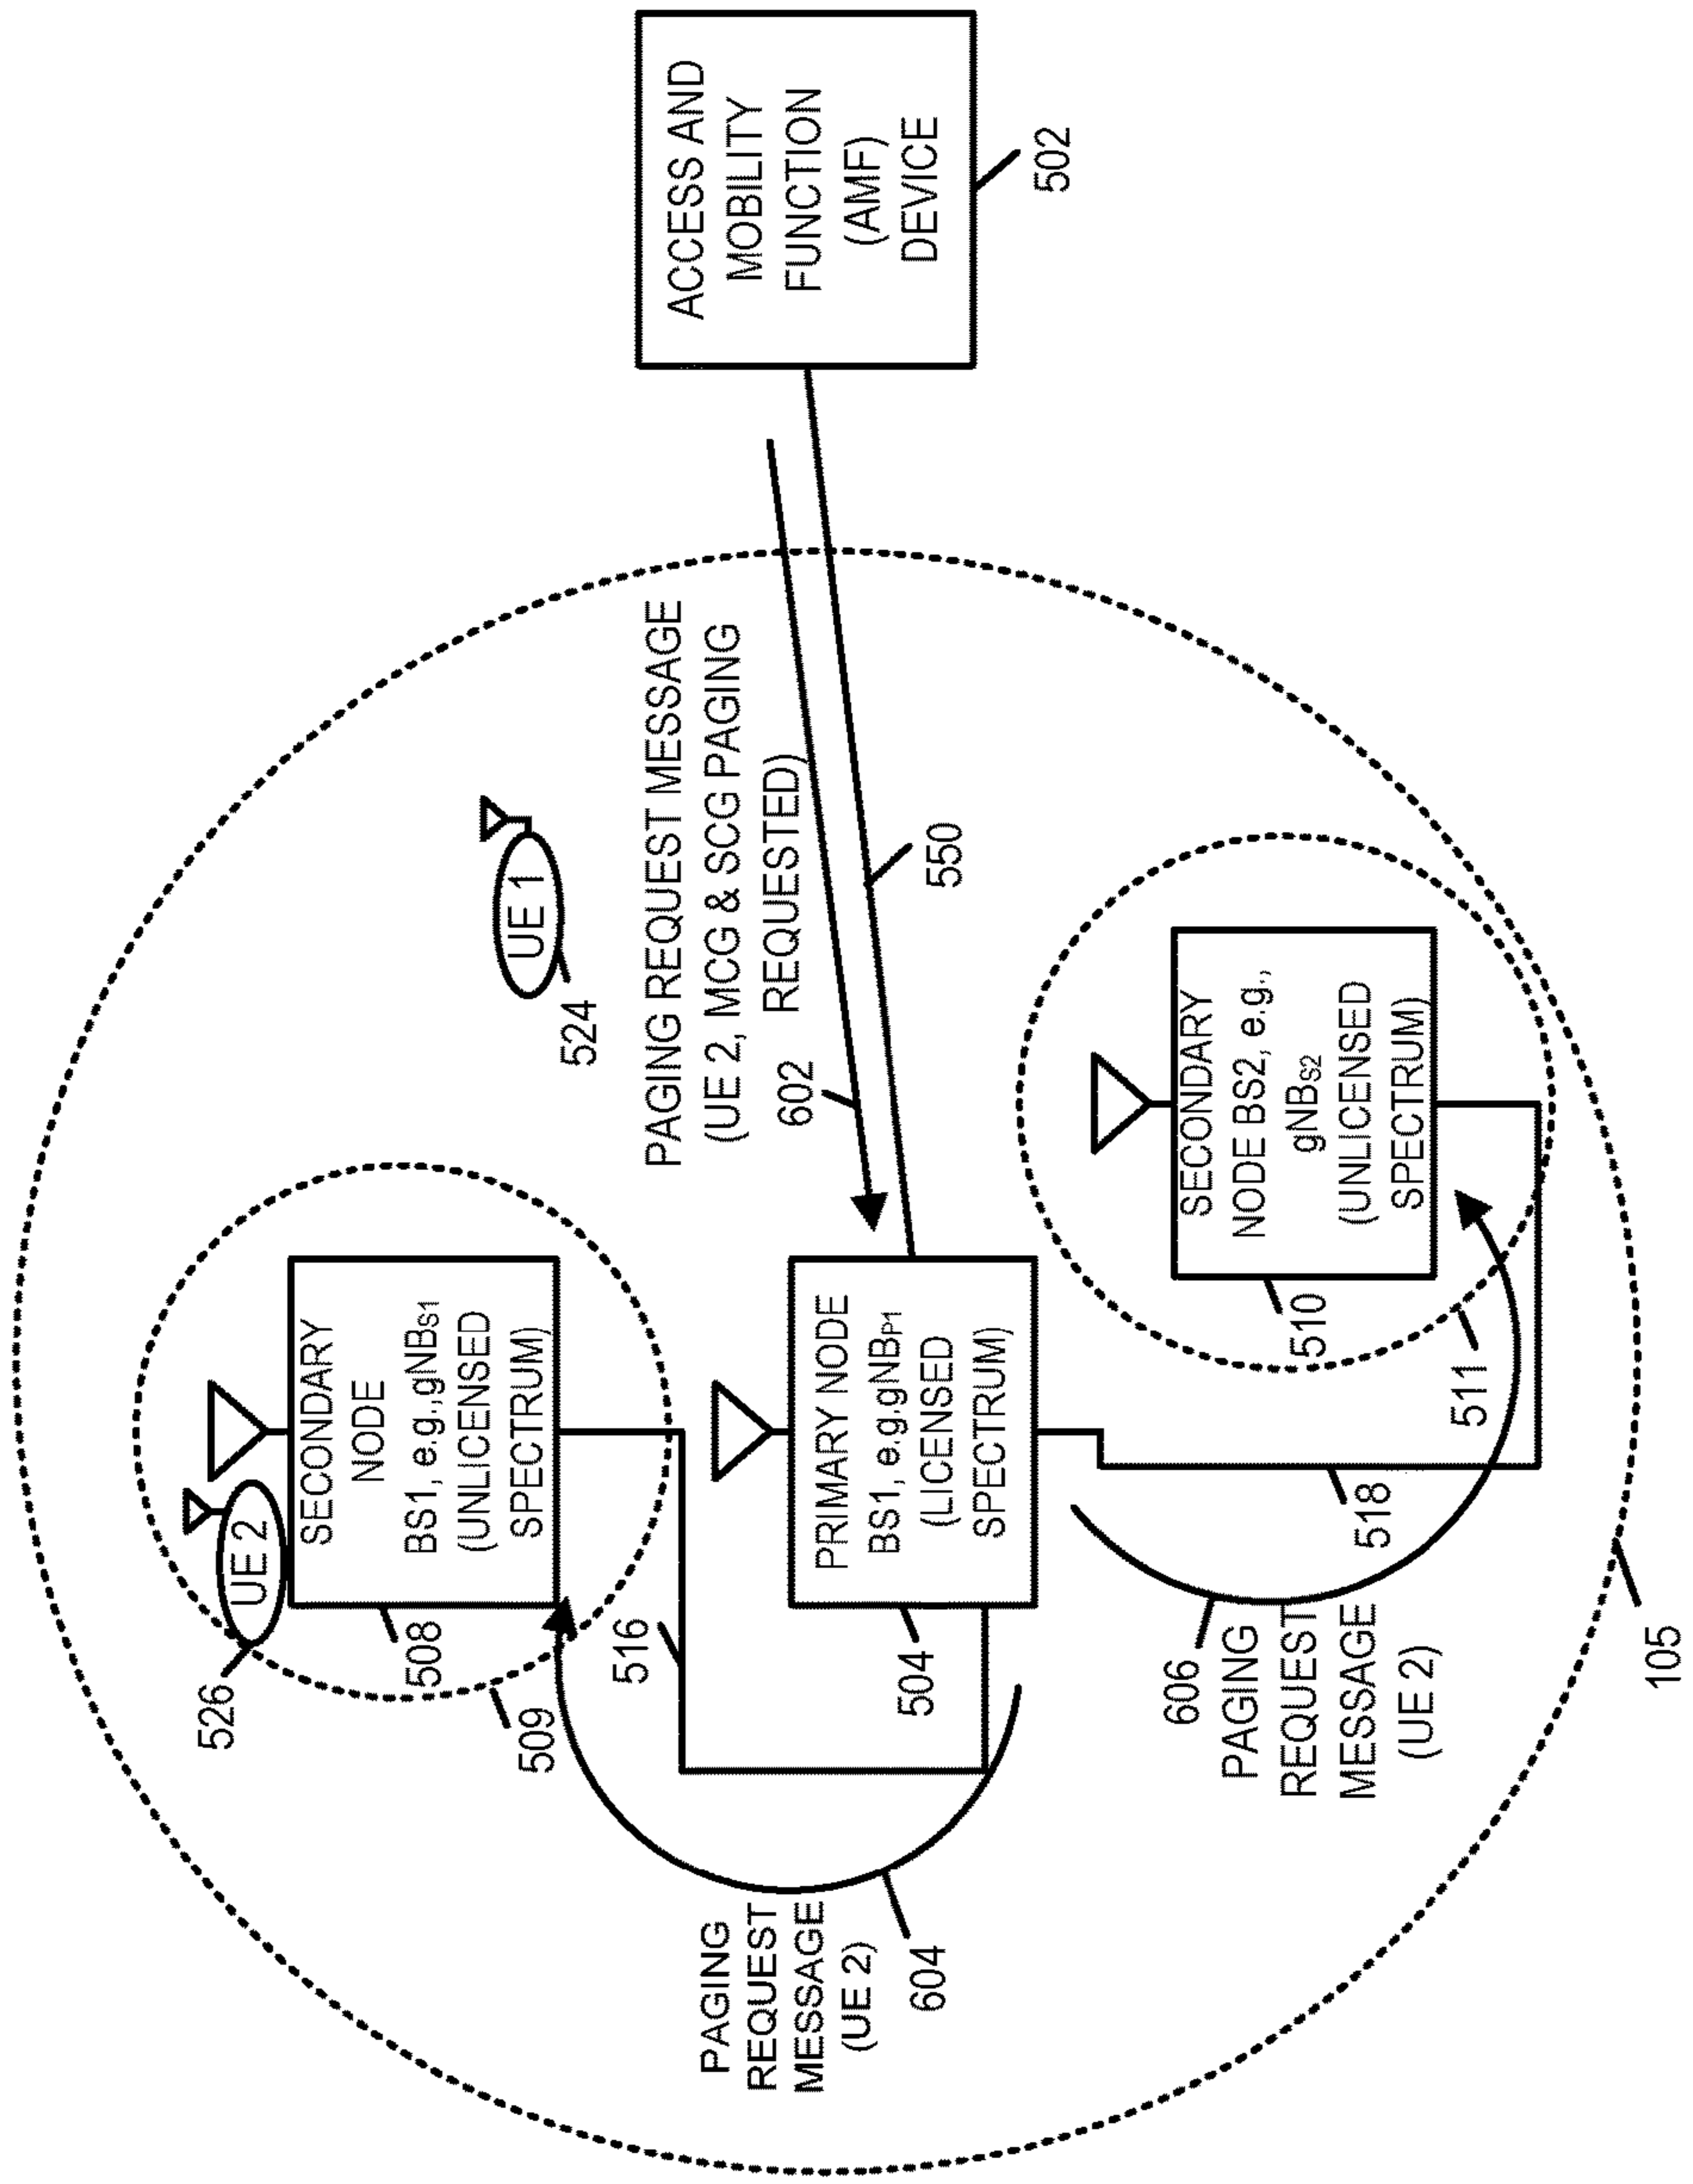 ACCESS AND
MOBILITY
FUNCTION
(AMF)
DEVICE
502
PAGING REQUEST MESSAGE
(UE 2, MCG & SCG PAGING
REQUESTED)
602
550
UE 1
524
UE 2
526
SECONDARY
NODE
BS1, e.g.,gNBS1
(UNLICENSED
SPECTRUM)
508
509
516
PRIMARY NODE
BS1, e.g.gNBP1
(LICENSED
SPECTRUM)
504
SECONDARY
NODE BS2, e.g.,
gNBS2
(UNLICENSED
SPECTRUM)
510
511
518
PAGING
REQUEST
MESSAGE
(UE 2)
604
606
PAGING
REQUEST
MESSAGE
(UE 2)
105